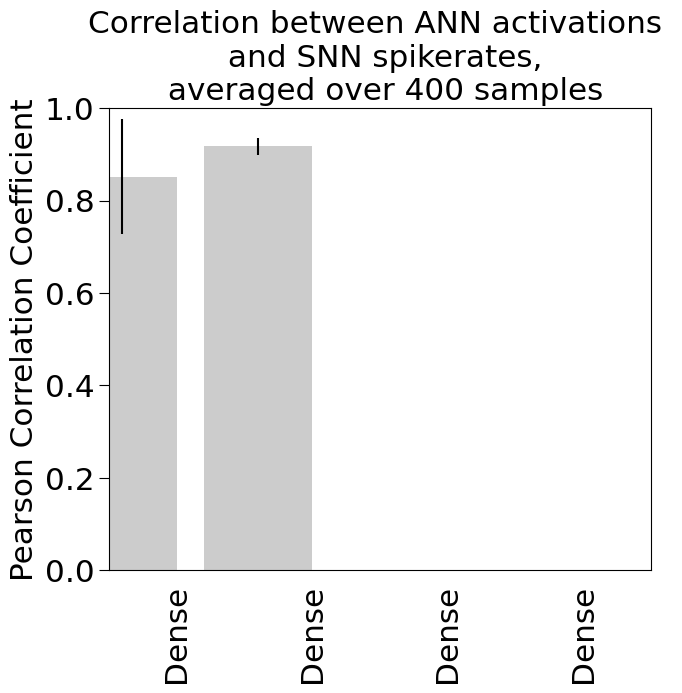 Correlation between ANN activations
and SNN spikerates,
averaged over 400 samples
Pearson Correlation Coefficient
1.0
0.8
0.6
0.4
0.2
0.0
Dense
Dense
Dense
Dense